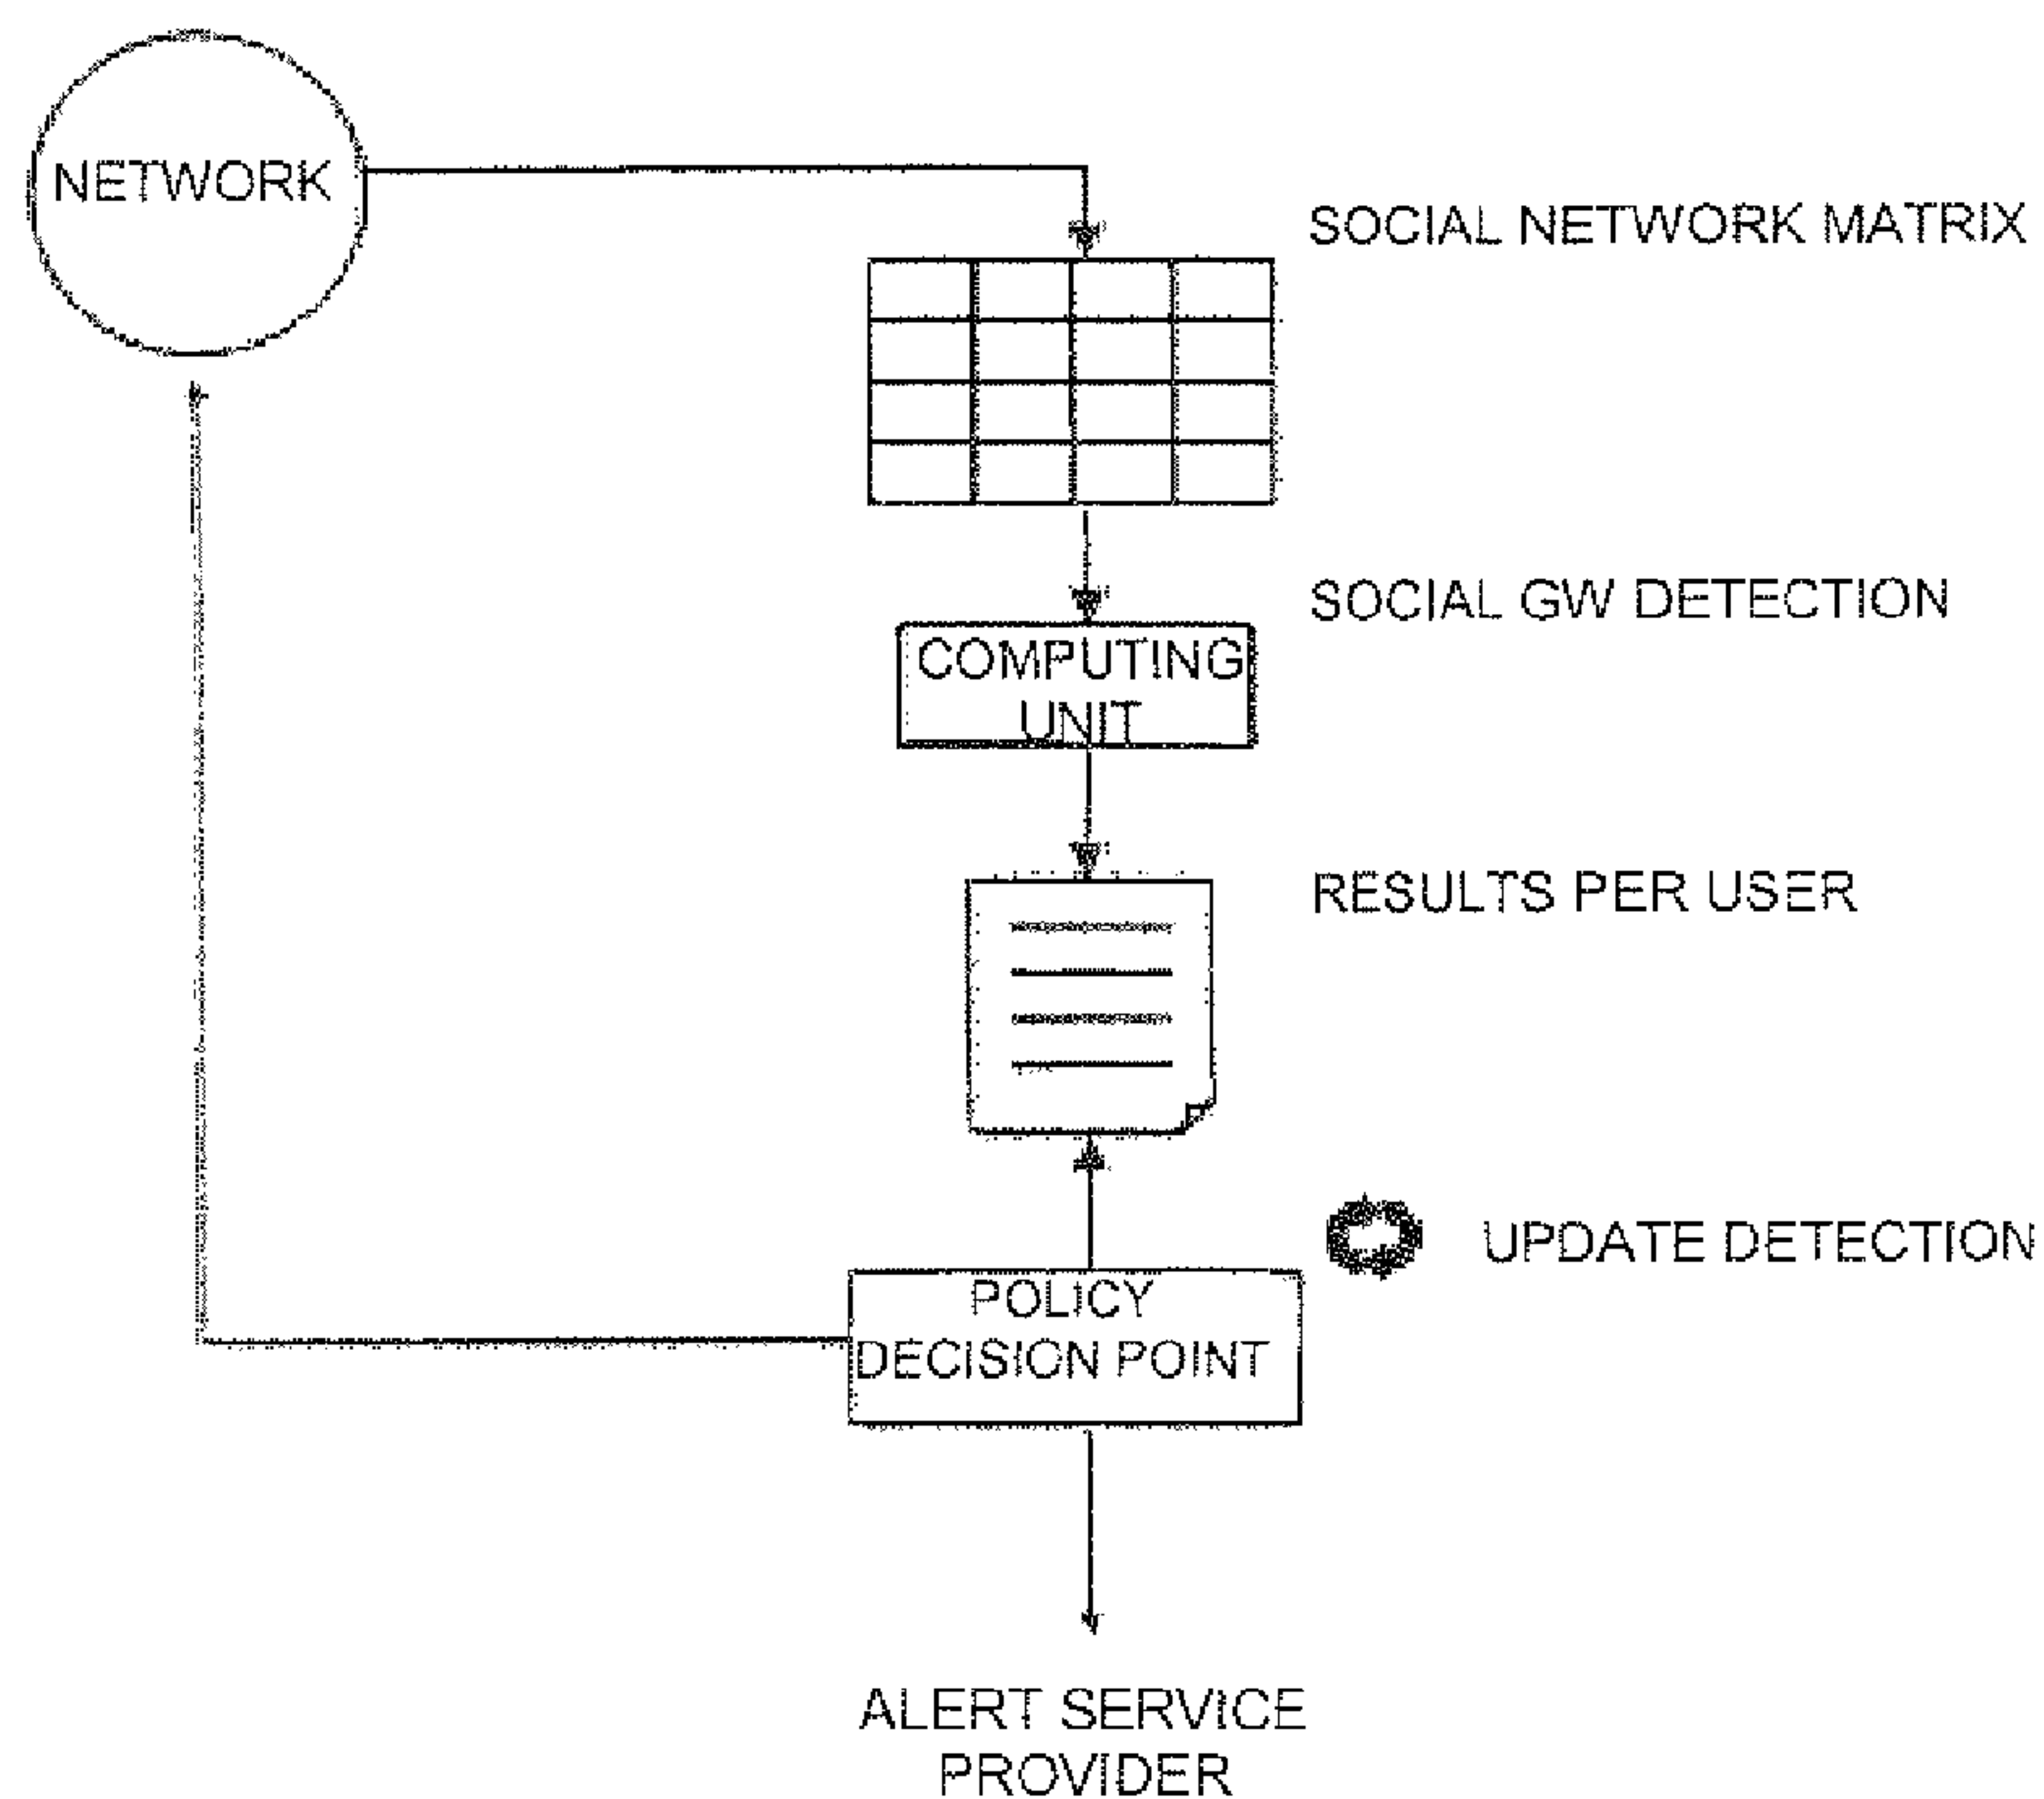 NETWORK
SOCIAL NETWORK MATRIX
SOCIAL GW DETECTION
COMPUTING
UNIT
RESULTS PER USER
UPDATE DETECTION
POLICY
DECISION POINT
ALERT SERVICE
PROVIDER